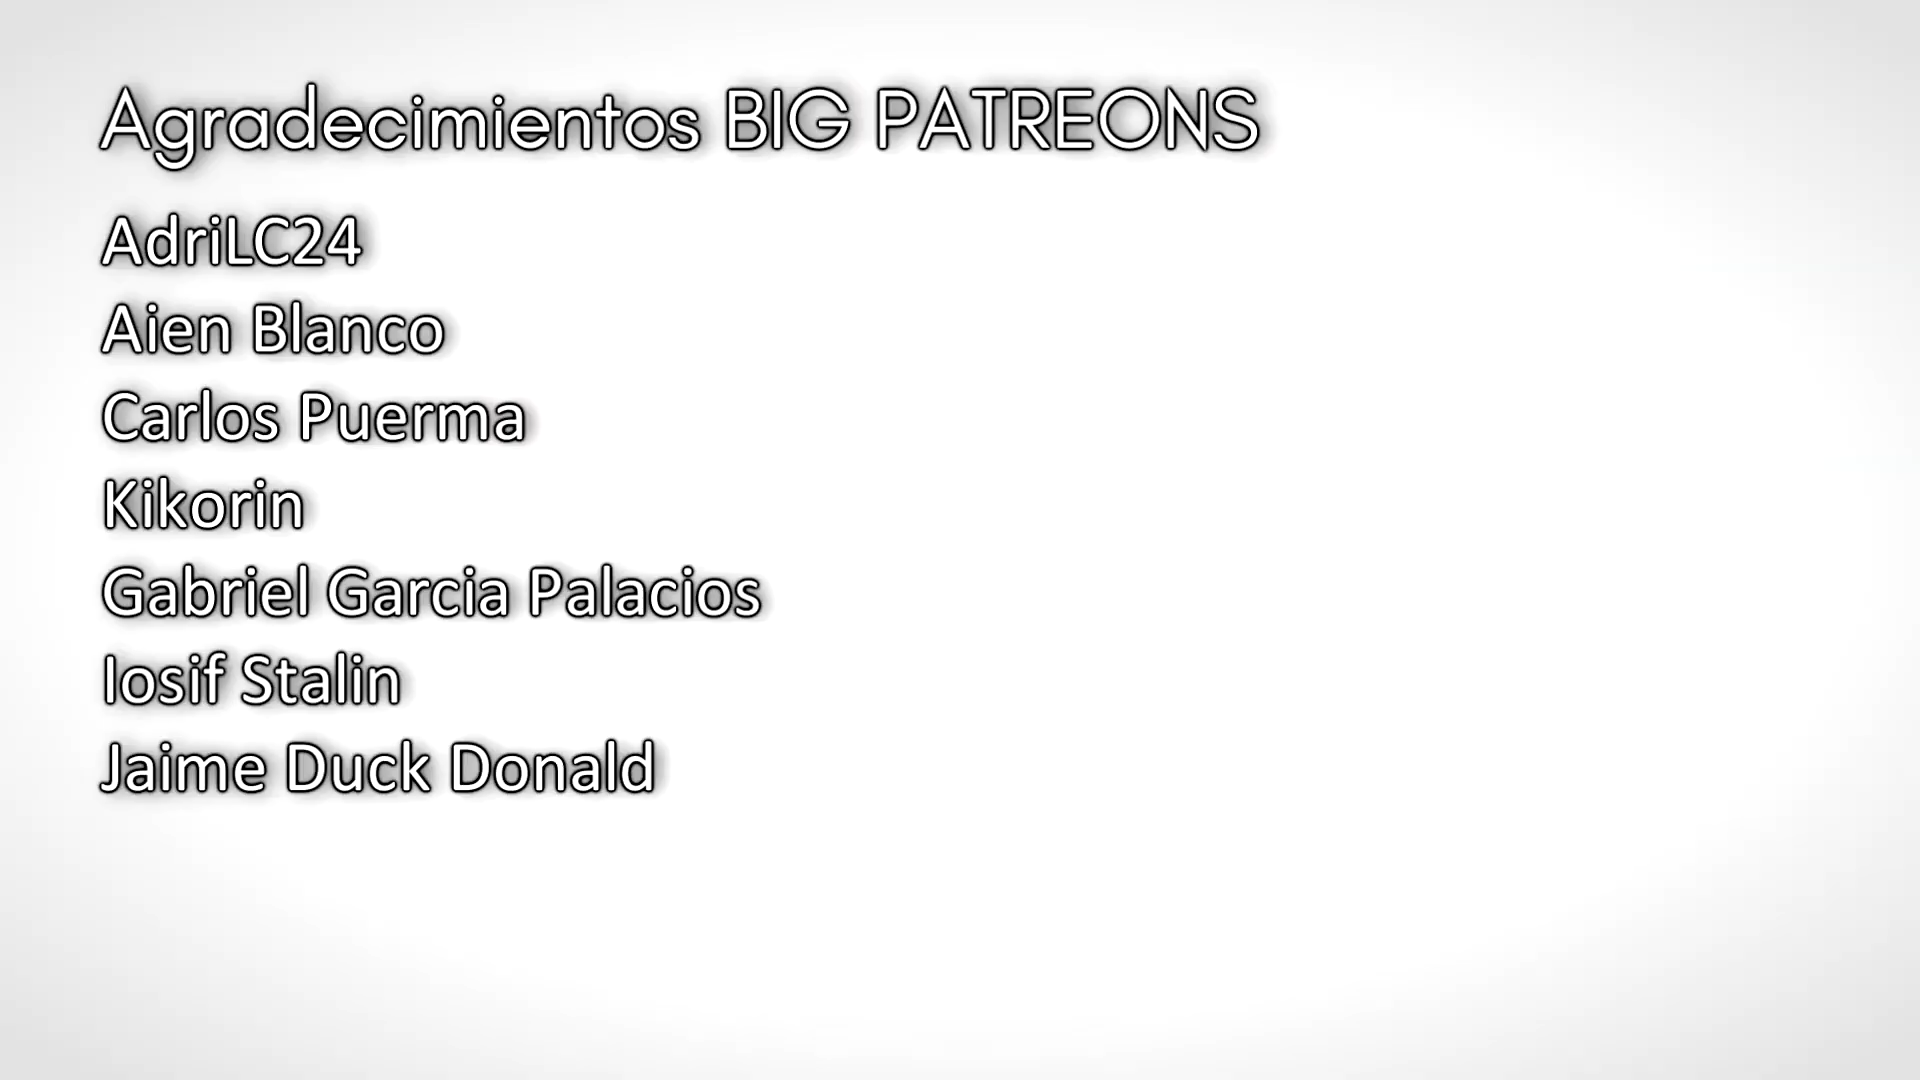 Agradecimientos BIG PATREONS
AdriLC24
Aien Blanco
Carlos Puerma
Kikorin
Gabriel Garcia Palacios
Iosif Stalin
Jaime Duck Donald